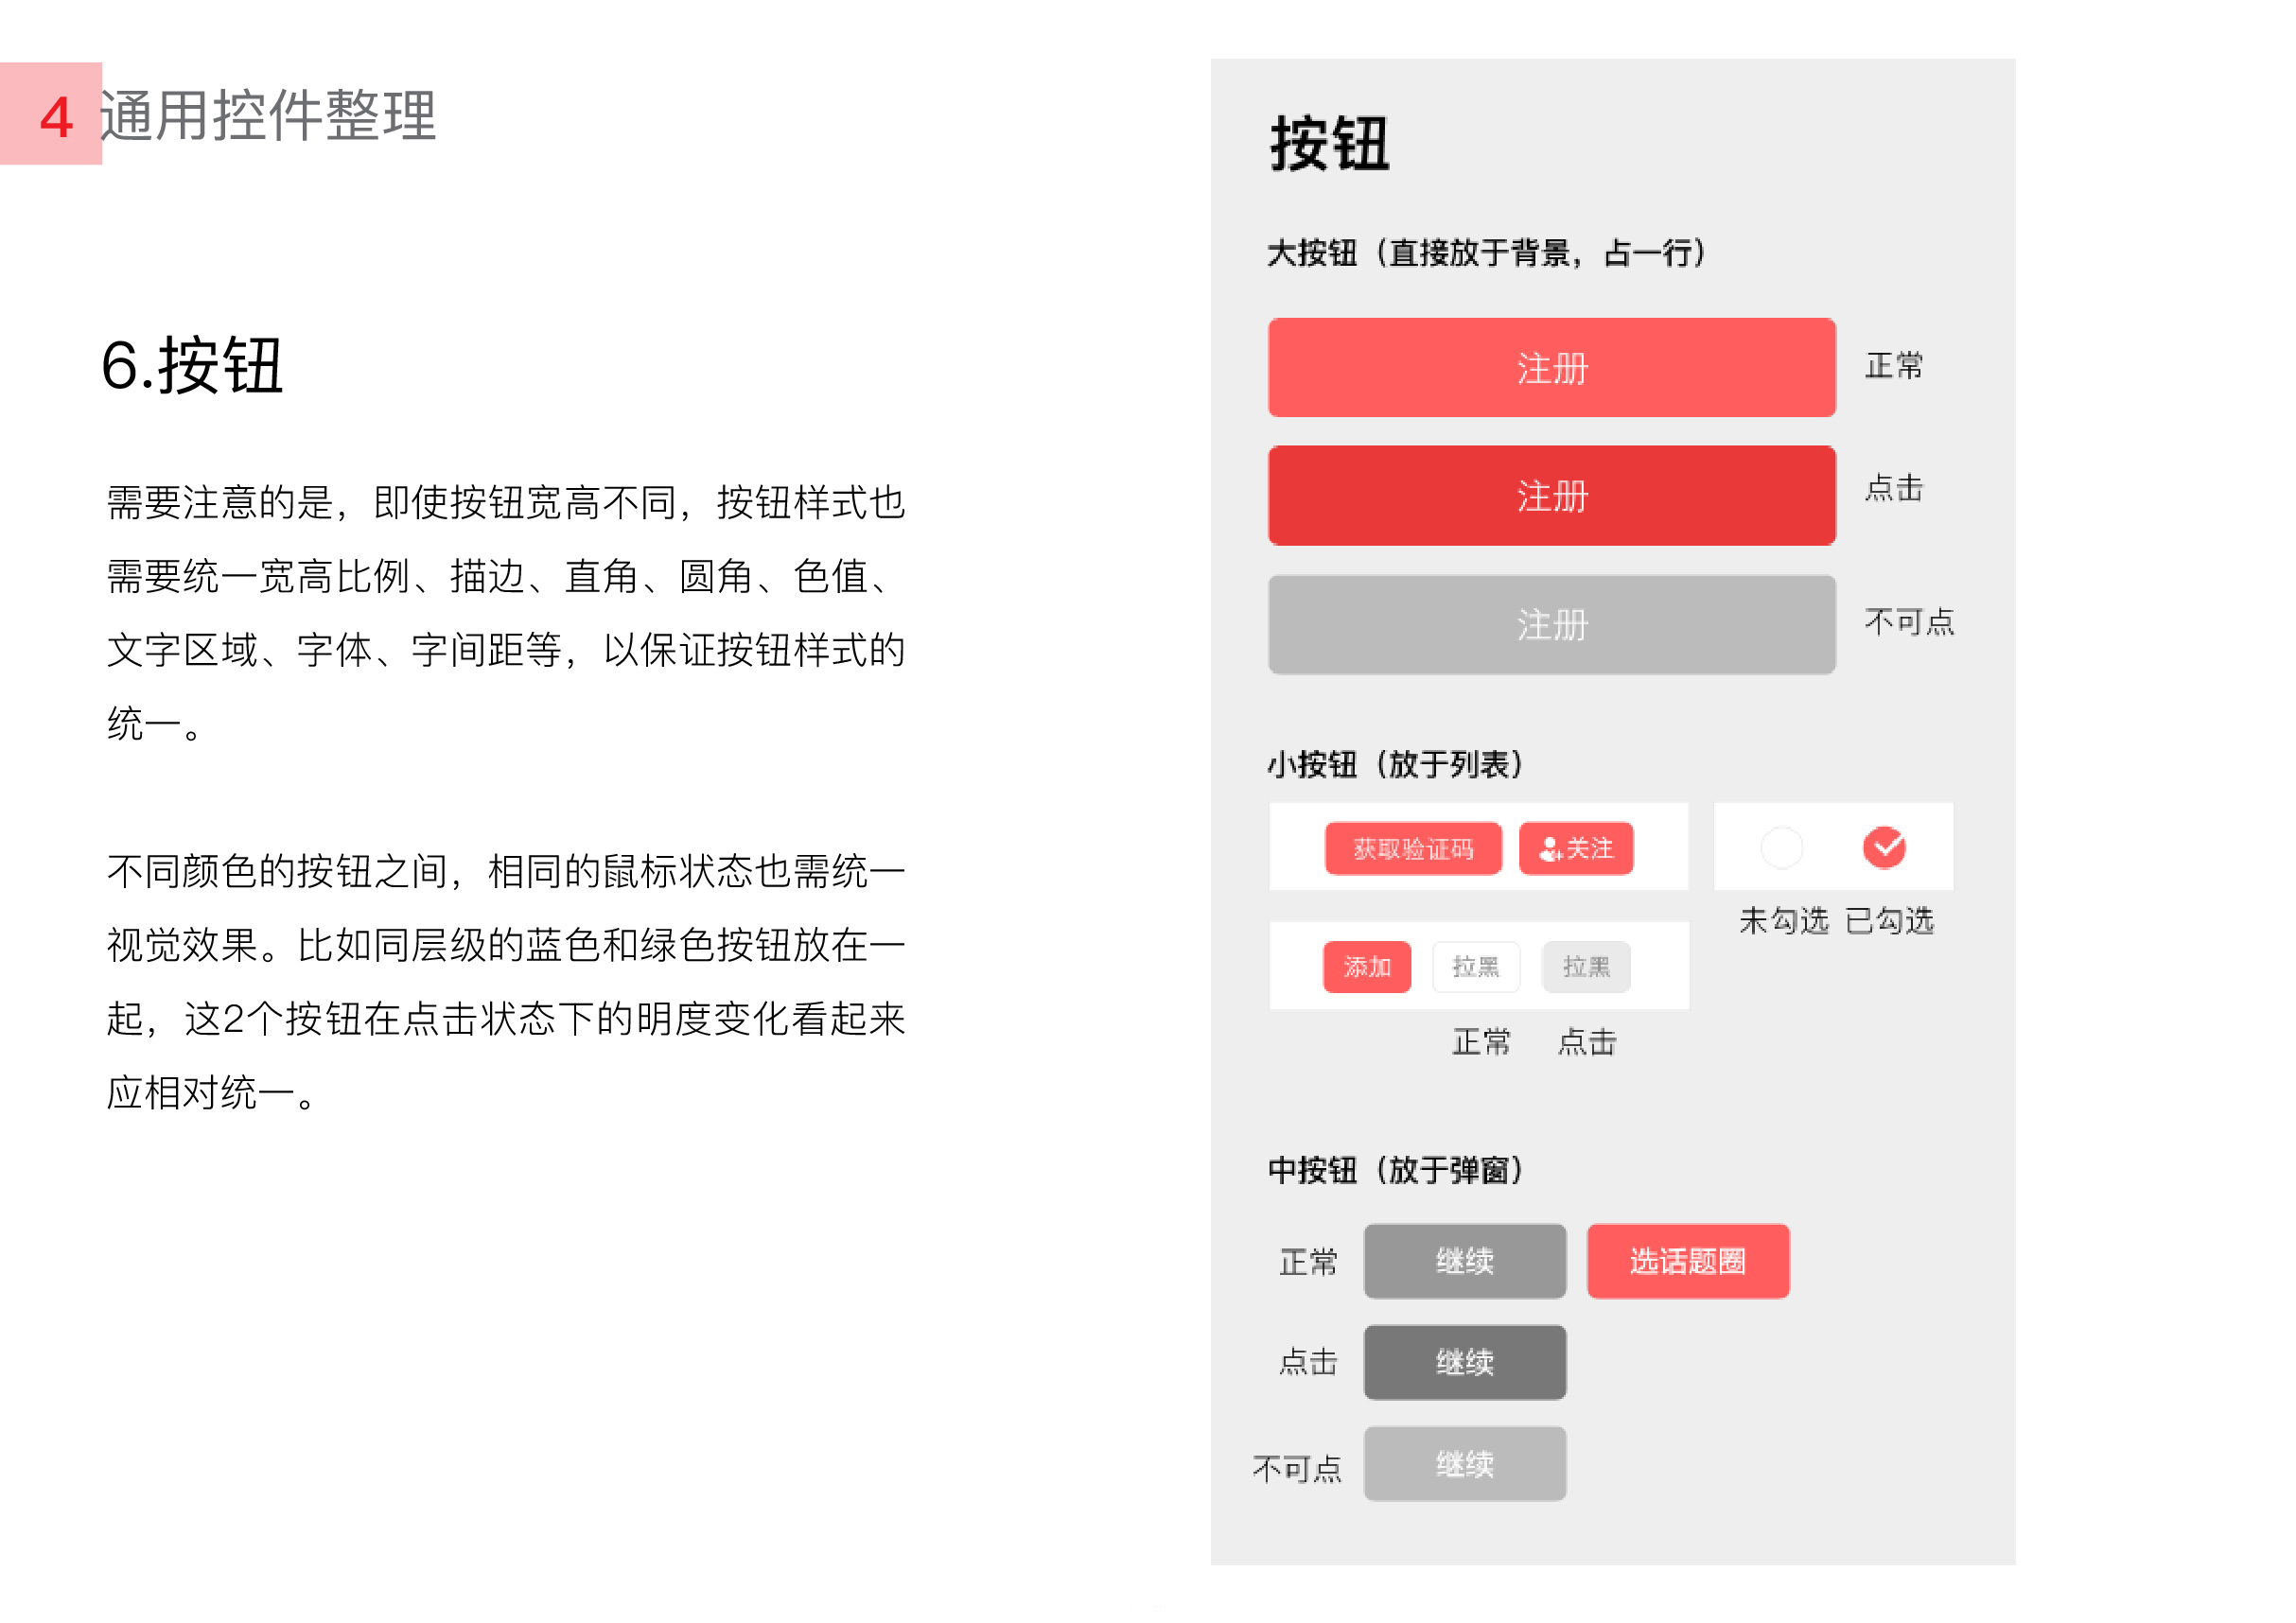 4 通用控件整理
6.按钮
需要注意的是，即使按钮宽高不同，按钮样式也
需要统一宽高比例、描边、直角、圆角、色值、
文字区域、字体、字间距等，以保证按钮样式的
统一。
不同颜色的按钮之间，相同的鼠标状态也需统一
视觉效果。比如同层级的蓝色和绿色按钮放在一
起，这2个按钮在点击状态下的明度变化看起来
应相对统一。
按钮
大按钮（直接放于背景，占一行）
注册 正常
注册 点击
注册 不可点
小按钮（放于列表）
获取验证码 关注
未勾选 已勾选
添加 拉黑 拉黑
正常 点击
中按钮（放于弹窗）
正常 继续 选话题圈
点击 继续
不可点 继续